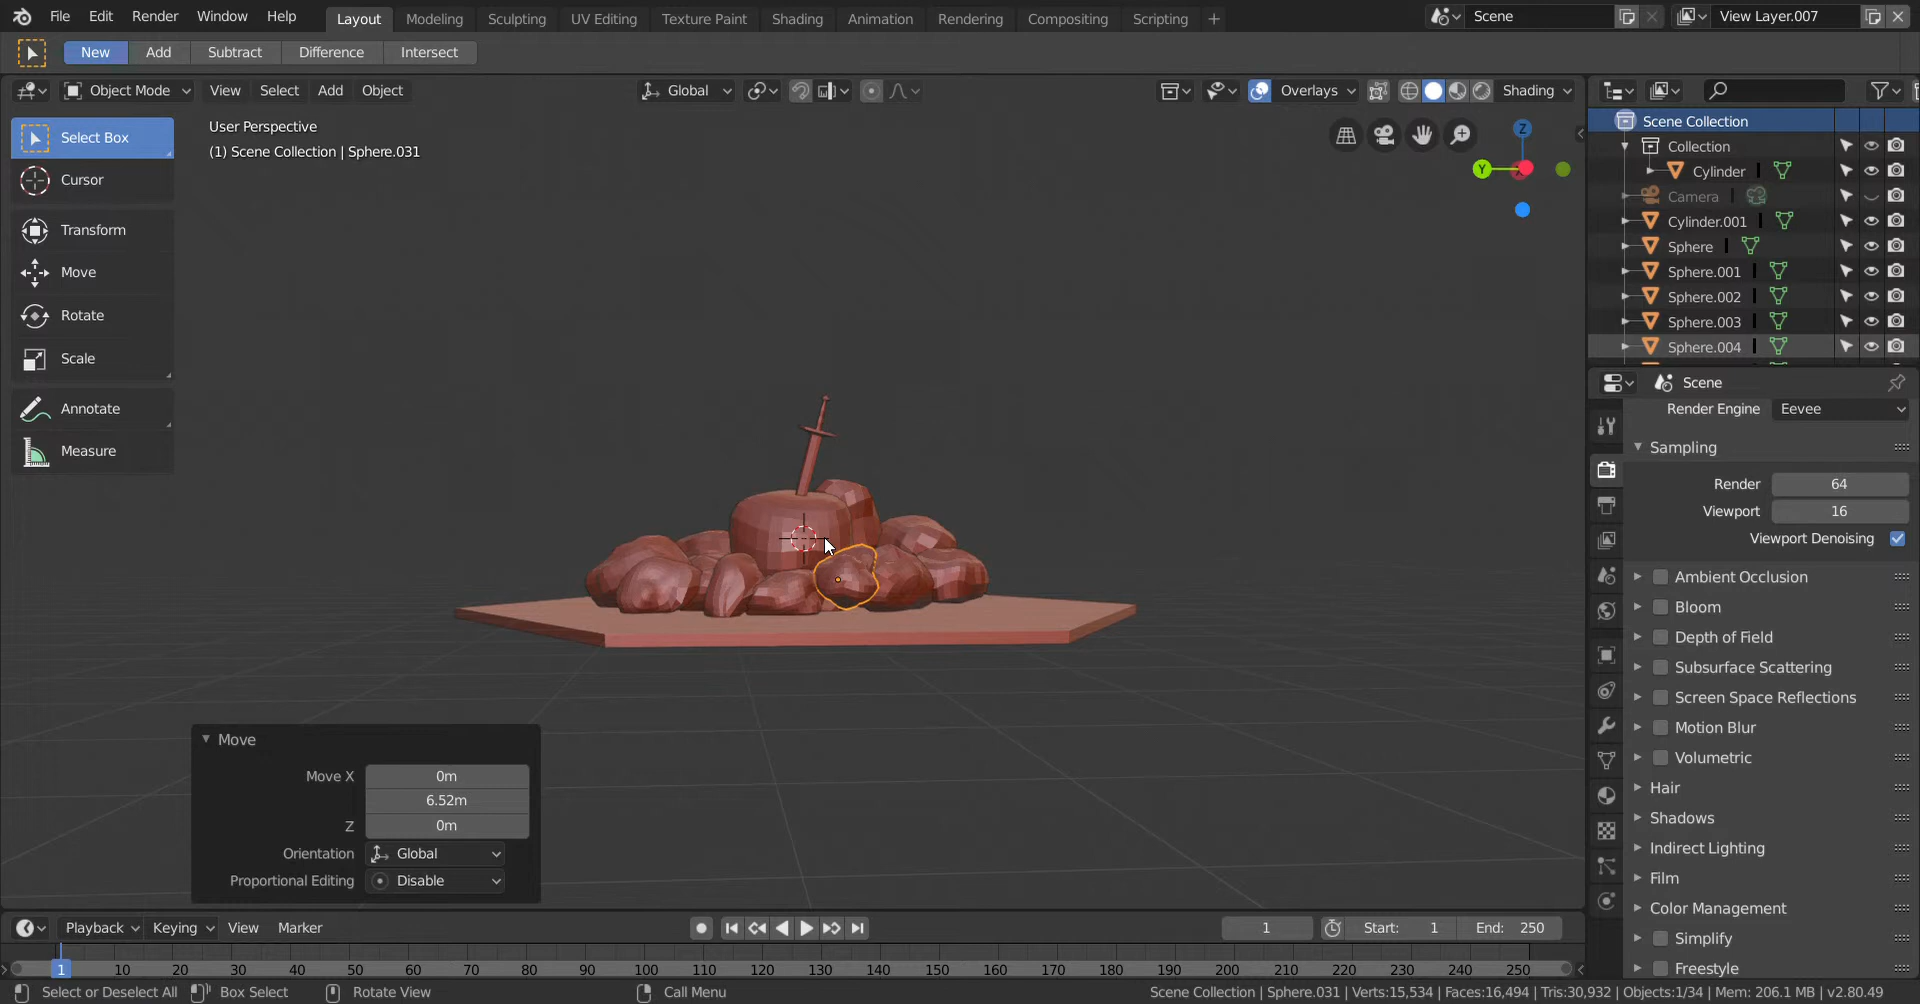 File Edit Render Window Help Layout Modeling Sculpting UV Editing Texture Paint Shading Animation Rendering Compositing Scripting + Scene View Layer.007
New Add Subtract Difference Intersect
Object Mode View Select Add Object Global Overlays Shading
Select Box
Cursor
Transform
Move
Rotate
Scale
Annotate
Measure
User Perspective
(1) Scene Collection | Sphere.031
Z
Y
Scene Collection
Collection
Cylinder
Camera
Cylinder.001
Sphere
Sphere.001
Sphere.002
Sphere.003
Sphere.004
Scene
Render Engine Eevee
Sampling
Render 64
Viewport 16
Viewport Denoising
Ambient Occlusion
Bloom
Depth of Field
Subsurface Scattering
Screen Space Reflections
Motion Blur
Volumetric
Hair
Shadows
Indirect Lighting
Film
Color Management
Simplify
Freestyle
Move
Move X 0m
6.52m
Z 0m
Orientation Global
Proportional Editing Disable
Playback Keying View Marker 1 Start: 1 End: 250
1 10 20 30 40 50 60 70 80 90 100 110 120 130 140 150 160 170 180 190 200 210 220 230 240 250
Select or Deselect All Box Select Rotate View Call Menu Scene Collection | Sphere.031 | Verts:15,534 | Faces:16,494 | Tris:30,932 | Objects:1/34 | Mem: 206.1 MB | v2.80.49